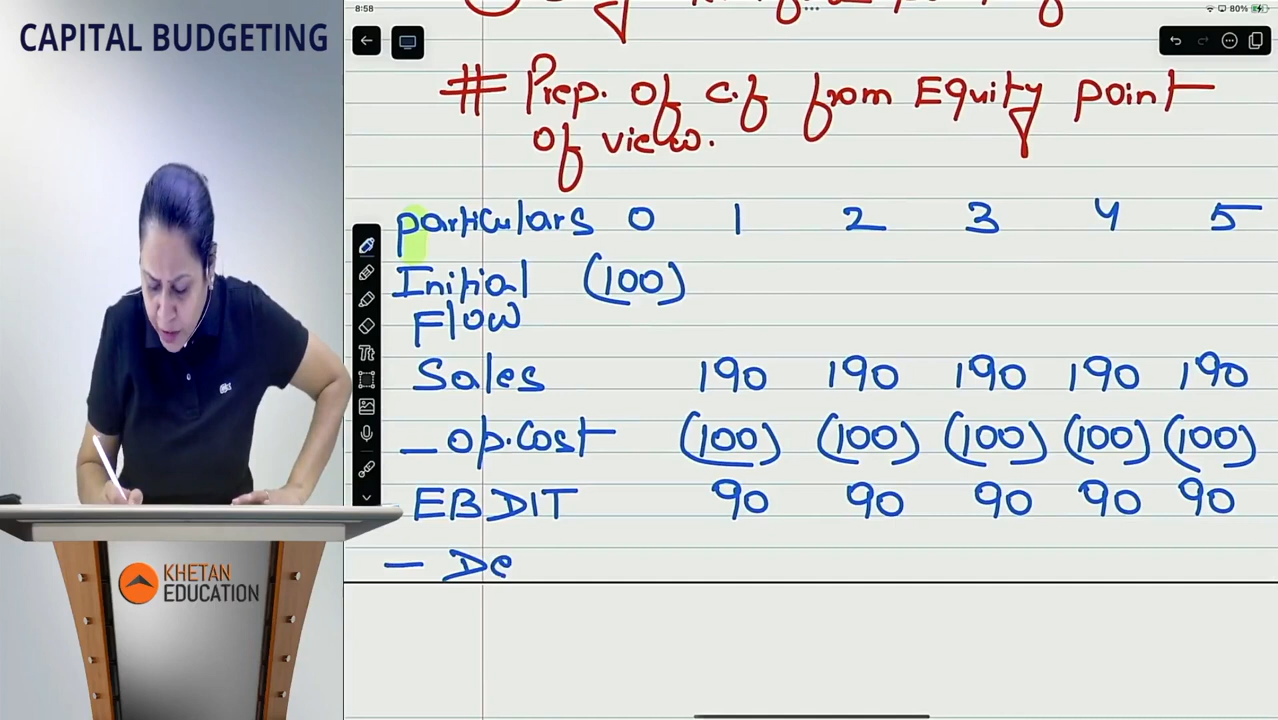 CAPITAL BUDGETING
8:58
80%
# Prep. of c.f from Equity point
of view.
particulars 0 1 2 3 4 5
Initial (100)
Flow
Sales 190 190 190 190 190
- op.cost (100) (100) (100) (100) (100)
EBDIT 90 90 90 90 90
- De
Tt
KHETAN
EDUCATION